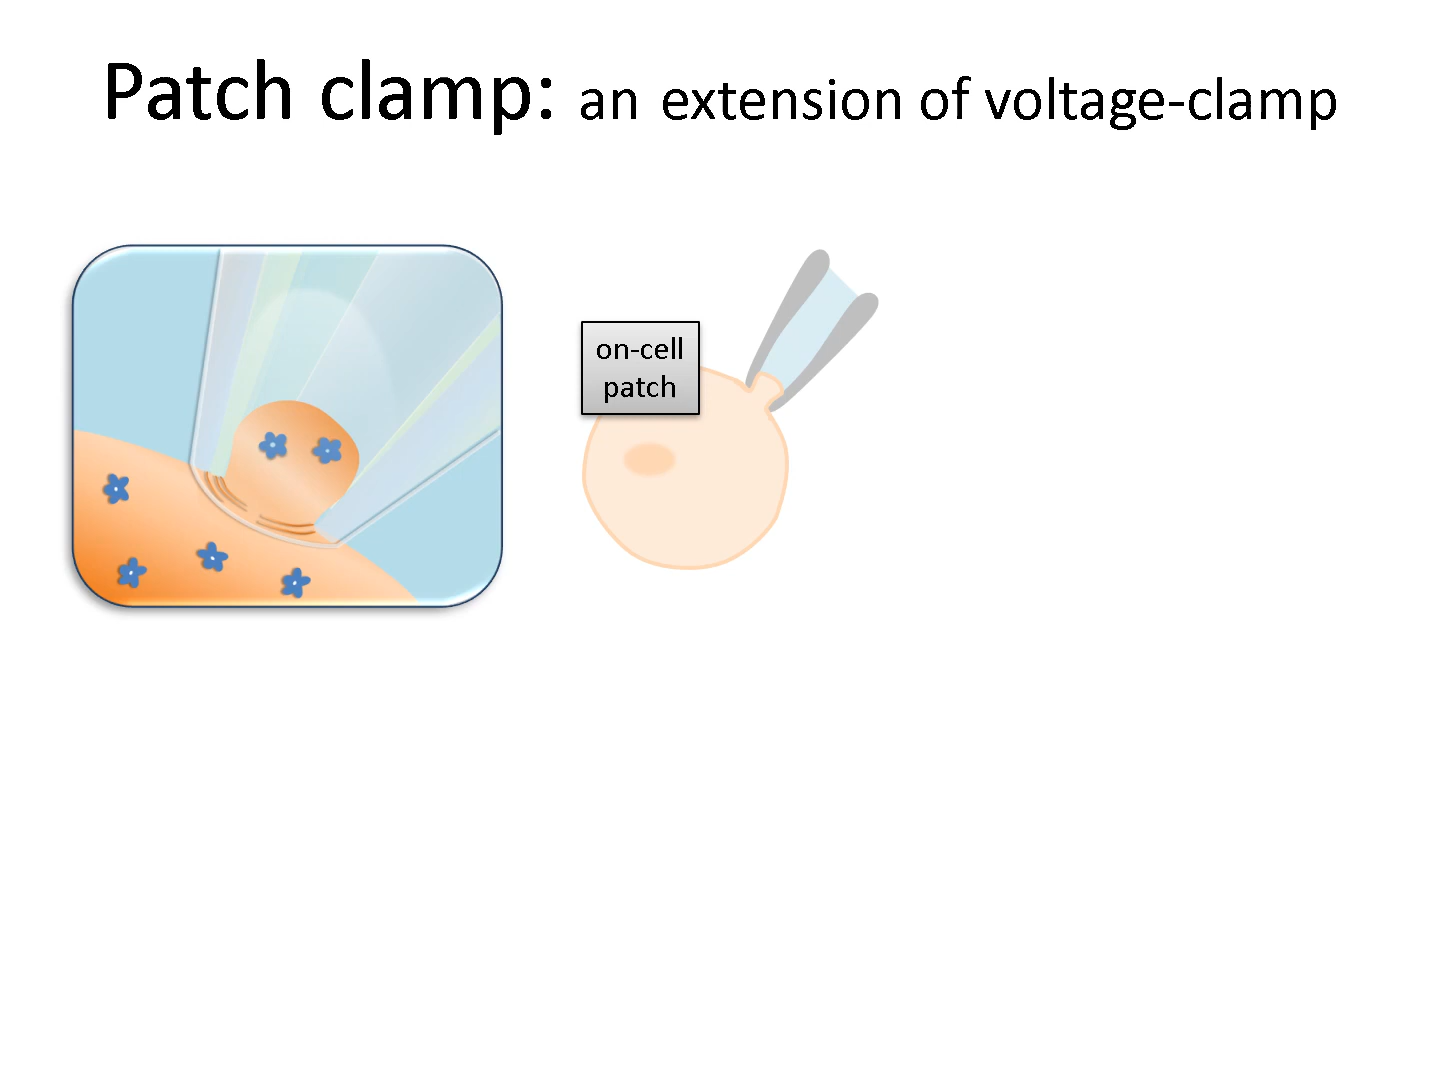 Patch clamp: an extension of voltage-clamp
on-cell
patch